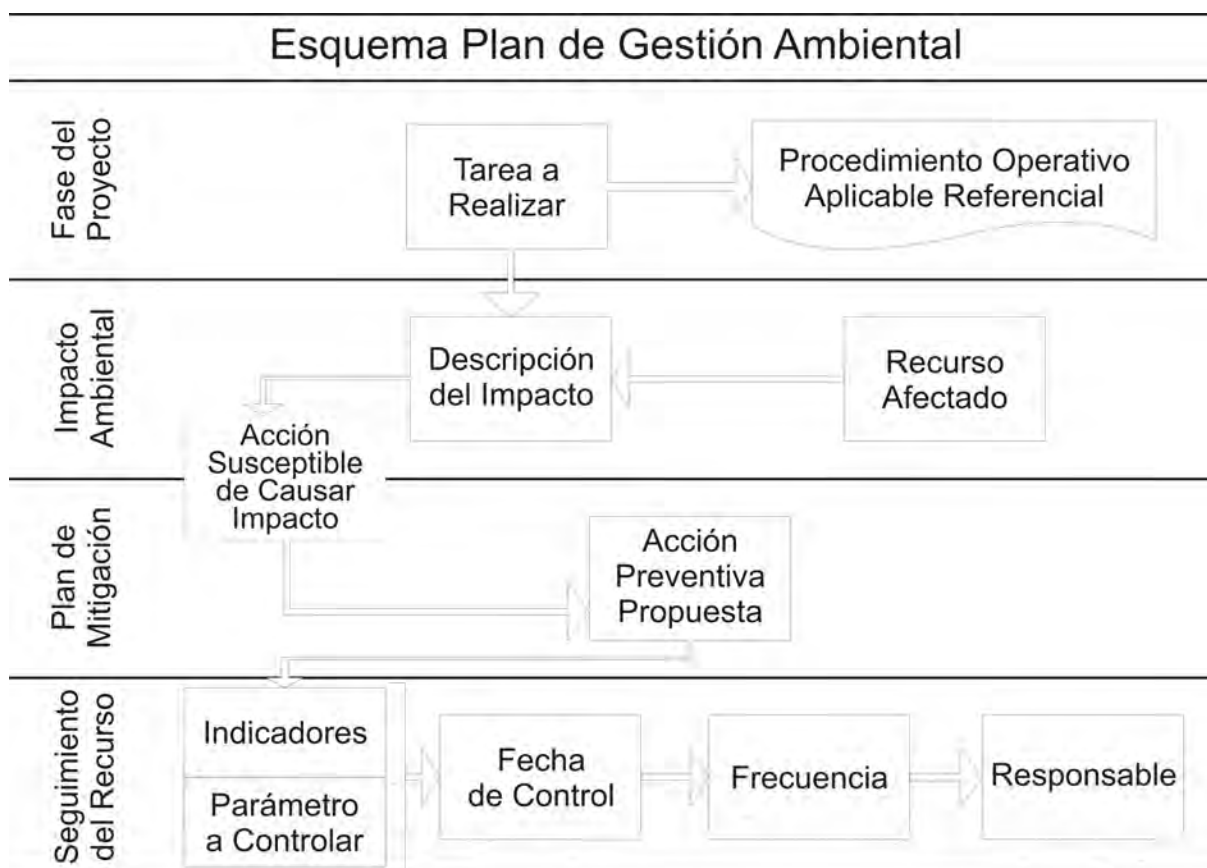 Esquema Plan de Gestión Ambiental
Fase del
Proyecto
Tarea a
Realizar
Procedimiento Operativo
Aplicable Referencial
Impacto
Ambiental
Descripción
del Impacto
Recurso
Afectado
Acción
Susceptible
de Causar
Impacto
Plan de
Mitigación
Acción
Preventiva
Propuesta
Seguimiento
del Recurso
Indicadores
Parámetro
a Controlar
Fecha
de Control
Frecuencia
Responsable